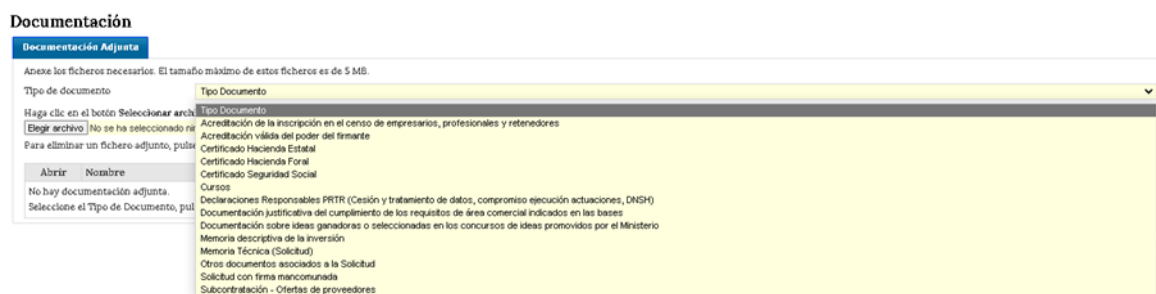 Documentación
Documentación Adjunta
Anexe los ficheros necesarios. El tamaño máximo de estos ficheros es de 5 MB.
Tipo de documento
Tipo Documento
Haga clic en el botón Seleccionar arch
Elegir archivo No se ha seleccionado nin
Para eliminar un fichero adjunto, puls
Abrir Nombre
No hay documentación adjunta.
Seleccione el Tipo de Documento, pul
Tipo Documento
Acreditación de la inscripción en el censo de empresarios, profesionales y retenedores
Acreditación válida del poder del firmante
Certificado Hacienda Estatal
Certificado Hacienda Foral
Certificado Seguridad Social
Cursos
Declaraciones Responsables PRTR (Cesión y tratamiento de datos, compromiso ejecución actuaciones, DNSH)
Documentación justificativa del cumplimiento de los requisitos de área comercial indicados en las bases
Documentación sobre ideas ganadoras o seleccionadas en los concursos de ideas promovidos por el Ministerio
Memoria descriptiva de la inversión
Memoria Técnica (Solicitud)
Otros documentos asociados a la Solicitud
Solicitud con firma mancomunada
Subcontratación - Ofertas de proveedores